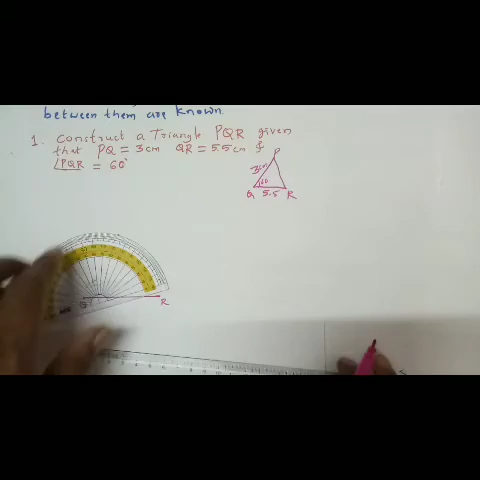 between them are known.
1. Construct a Triangle PQR given
that PQ = 3cm QR = 5.5cm &
∠PQR = 60°
P
3cm
60
Q 5.5 R
Q R